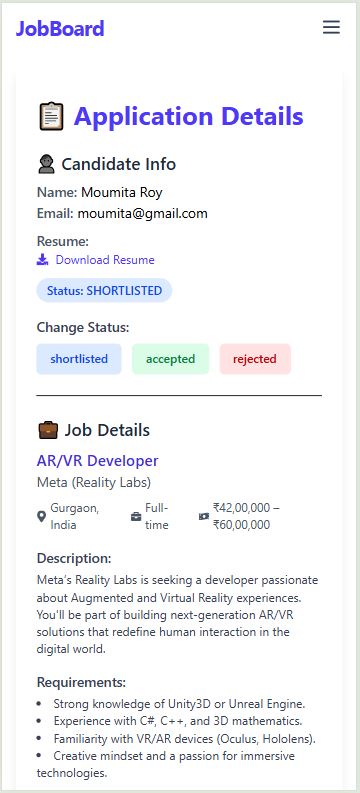 JobBoard
Application Details
Candidate Info
Name: Moumita Roy
Email: moumita@gmail.com
Resume:
Download Resume
Status: SHORTLISTED
Change Status:
shortlisted accepted rejected
Job Details
AR/VR Developer
Meta (Reality Labs)
Gurgaon, India
Full-time
₹42,00,000 –
₹60,00,000
Description:
Meta’s Reality Labs is seeking a developer passionate
about Augmented and Virtual Reality experiences.
You’ll be part of building next-generation AR/VR
solutions that redefine human interaction in the
digital world.
Requirements:
• Strong knowledge of Unity3D or Unreal Engine.
• Experience with C#, C++, and 3D mathematics.
• Familiarity with VR/AR devices (Oculus, Hololens).
• Creative mindset and a passion for immersive
technologies.